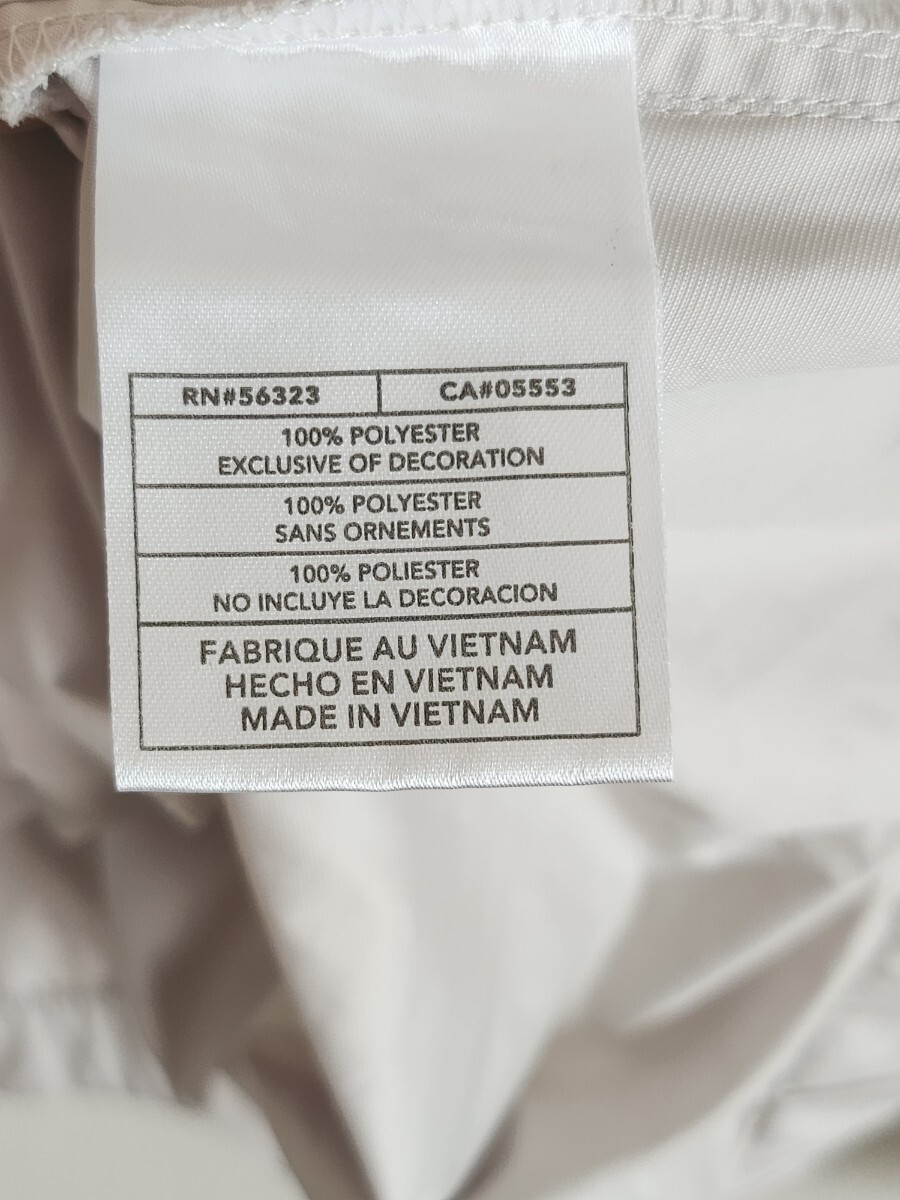 RN#56323 CA#05553
100% POLYESTER
EXCLUSIVE OF DECORATION
100% POLYESTER
SANS ORNEMENTS
100% POLIESTER
NO INCLUYE LA DECORACION
FABRIQUE AU VIETNAM
HECHO EN VIETNAM
MADE IN VIETNAM